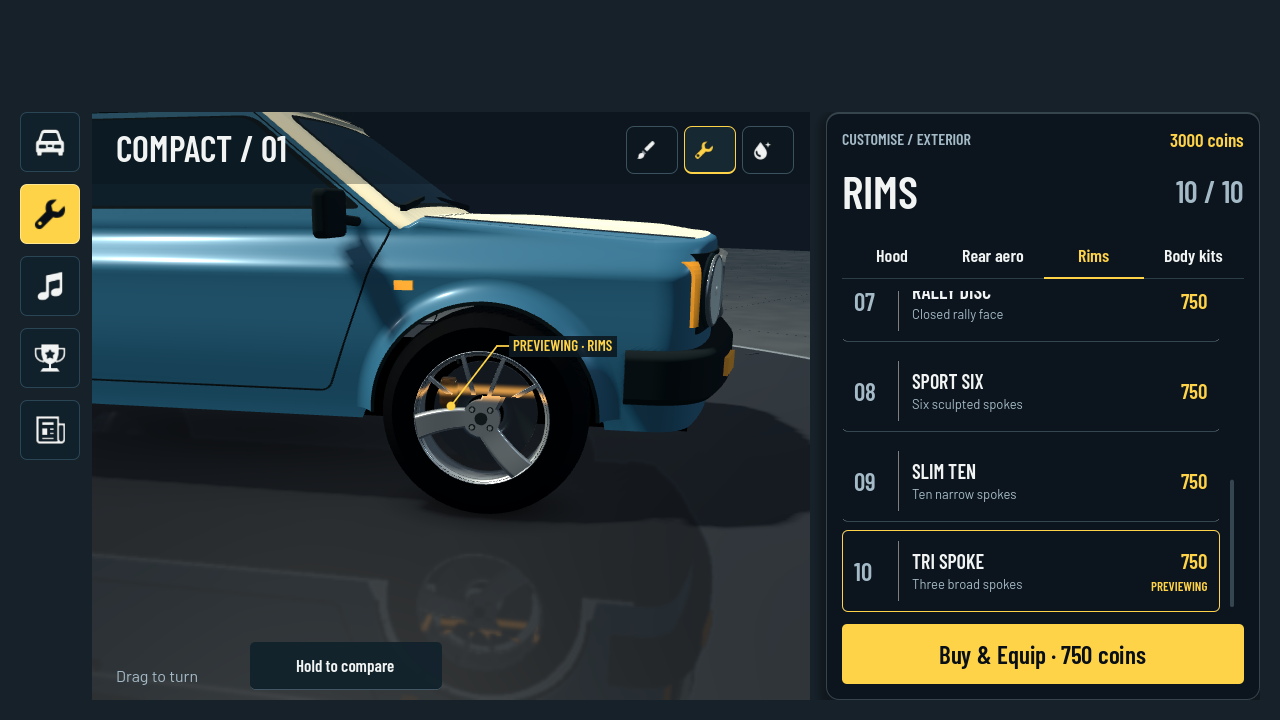 COMPACT / 01
PREVIEWING · RIMS
Drag to turn
Hold to compare
CUSTOMISE / EXTERIOR
3000 coins
RIMS
10 / 10
Hood
Rear aero
Rims
Body kits
07
RALLY DISC
Closed rally face
750
08
SPORT SIX
Six sculpted spokes
750
09
SLIM TEN
Ten narrow spokes
750
10
TRI SPOKE
Three broad spokes
750
PREVIEWING
Buy & Equip · 750 coins